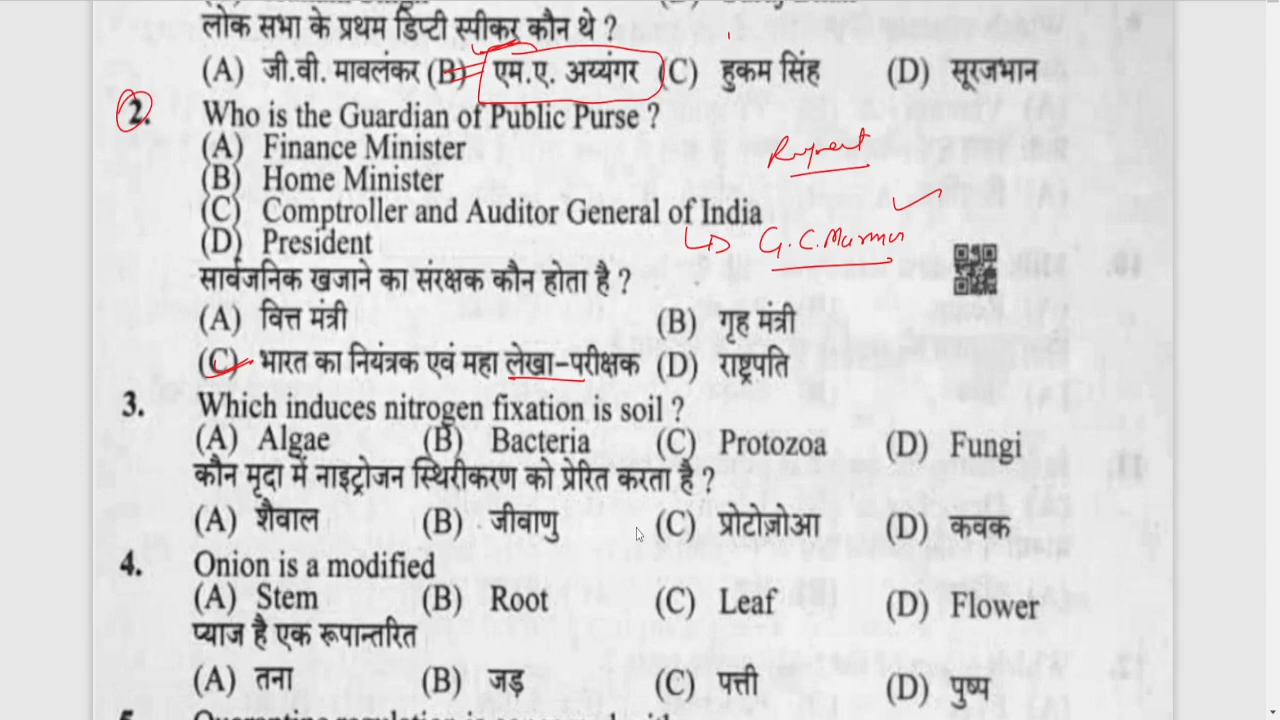 लोक सभा के प्रथम डिप्टी स्पीकर कौन थे ?
(A) जी.वी. मावलंकर (B) एम.ए. अय्यंगर (C) हुकम सिंह (D) सूरजभान
2. Who is the Guardian of Public Purse ?
(A) Finance Minister
(B) Home Minister
(C) Comptroller and Auditor General of India
(D) President
G. C. Murmu
सार्वजनिक खजाने का संरक्षक कौन होता है ?
(A) वित्त मंत्री (B) गृह मंत्री
(C) भारत का नियंत्रक एवं महा लेखा-परीक्षक (D) राष्ट्रपति
3. Which induces nitrogen fixation is soil ?
(A) Algae (B) Bacteria (C) Protozoa (D) Fungi
कौन मृदा में नाइट्रोजन स्थिरीकरण को प्रेरित करता है ?
(A) शैवाल (B) जीवाणु (C) प्रोटोज़ोआ (D) कवक
4. Onion is a modified
(A) Stem (B) Root (C) Leaf (D) Flower
प्याज है एक रूपान्तरित
(A) तना (B) जड़ (C) पत्ती (D) पुष्प